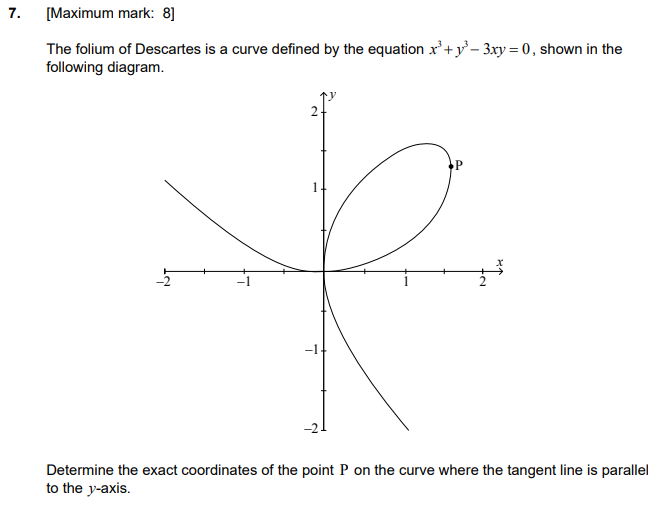 7. [Maximum mark: 8]
The folium of Descartes is a curve defined by the equation x³ + y³ – 3xy = 0, shown in the
following diagram.
y
2
P
1
x
–2
–1
1
2
–1
–2
Determine the exact coordinates of the point P on the curve where the tangent line is parallel
to the y-axis.